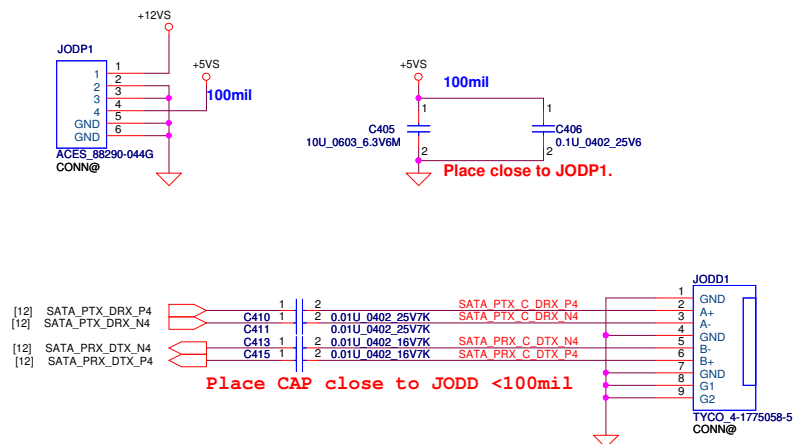 +12VS
JODP1
+5VS
+5VS
100mil
100mil
1 1
2 2
3 3
4 4
GND 5
GND 6
ACES_88290-044G
CONN@
1 1
C405 C406
10U_0603_6.3V6M 0.1U_0402_25V6
2 2
Place close to JODP1.
JODD1
[12] SATA_PTX_DRX_P4 1 2 SATA_PTX_C_DRX_P4 1 GND
C410 0.01U_0402_25V7K 2 A+
[12] SATA_PTX_DRX_N4 1 2 SATA_PTX_C_DRX_N4 3 A-
C411 0.01U_0402_25V7K 4 GND
[12] SATA_PRX_DTX_N4 C413 1 2 0.01U_0402_16V7K SATA_PRX_C_DTX_N4 5 B-
[12] SATA_PRX_DTX_P4 C415 1 2 0.01U_0402_16V7K SATA_PRX_C_DTX_P4 6 B+
7 GND
8 G1
9 G2
Place CAP close to JODD <100mil
TYCO_4-1775058-5
CONN@